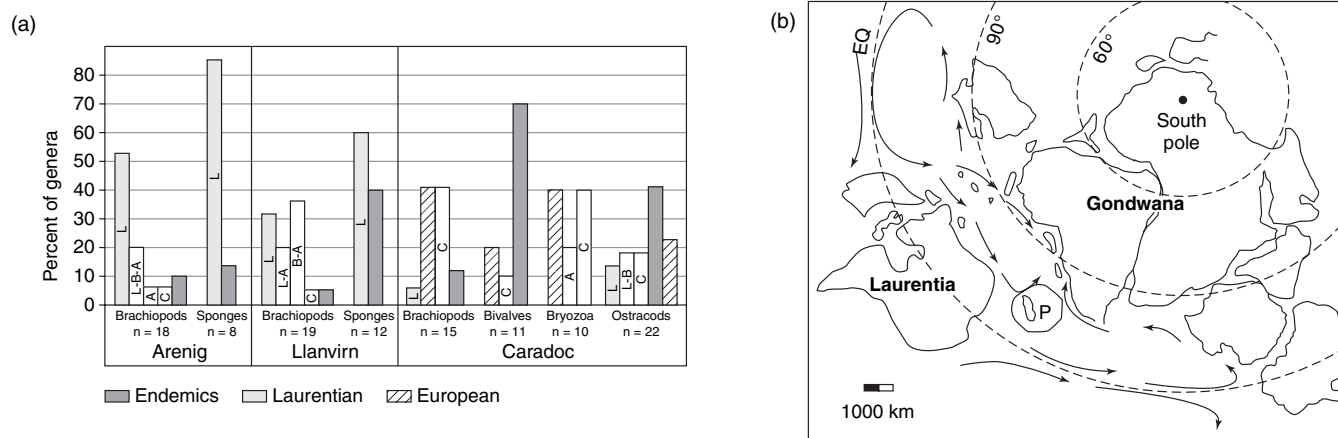 (a)
Percent of genera
80
70
60
50
40
30
20
10
0
L
L-B-A
A
C
L
L
L-A
B-A
C
L
L
C
C
A
C
L
L-B
C
Brachiopods Sponges Brachiopods Sponges Brachiopods Bivalves Bryozoa Ostracods
n = 18 n = 8 n = 19 n = 12 n = 15 n = 11 n = 10 n = 22
Arenig Llanvirn Caradoc
Endemics Laurentian European
(b)
EQ
90°
60°
South
pole
Gondwana
Laurentia
P
1000 km